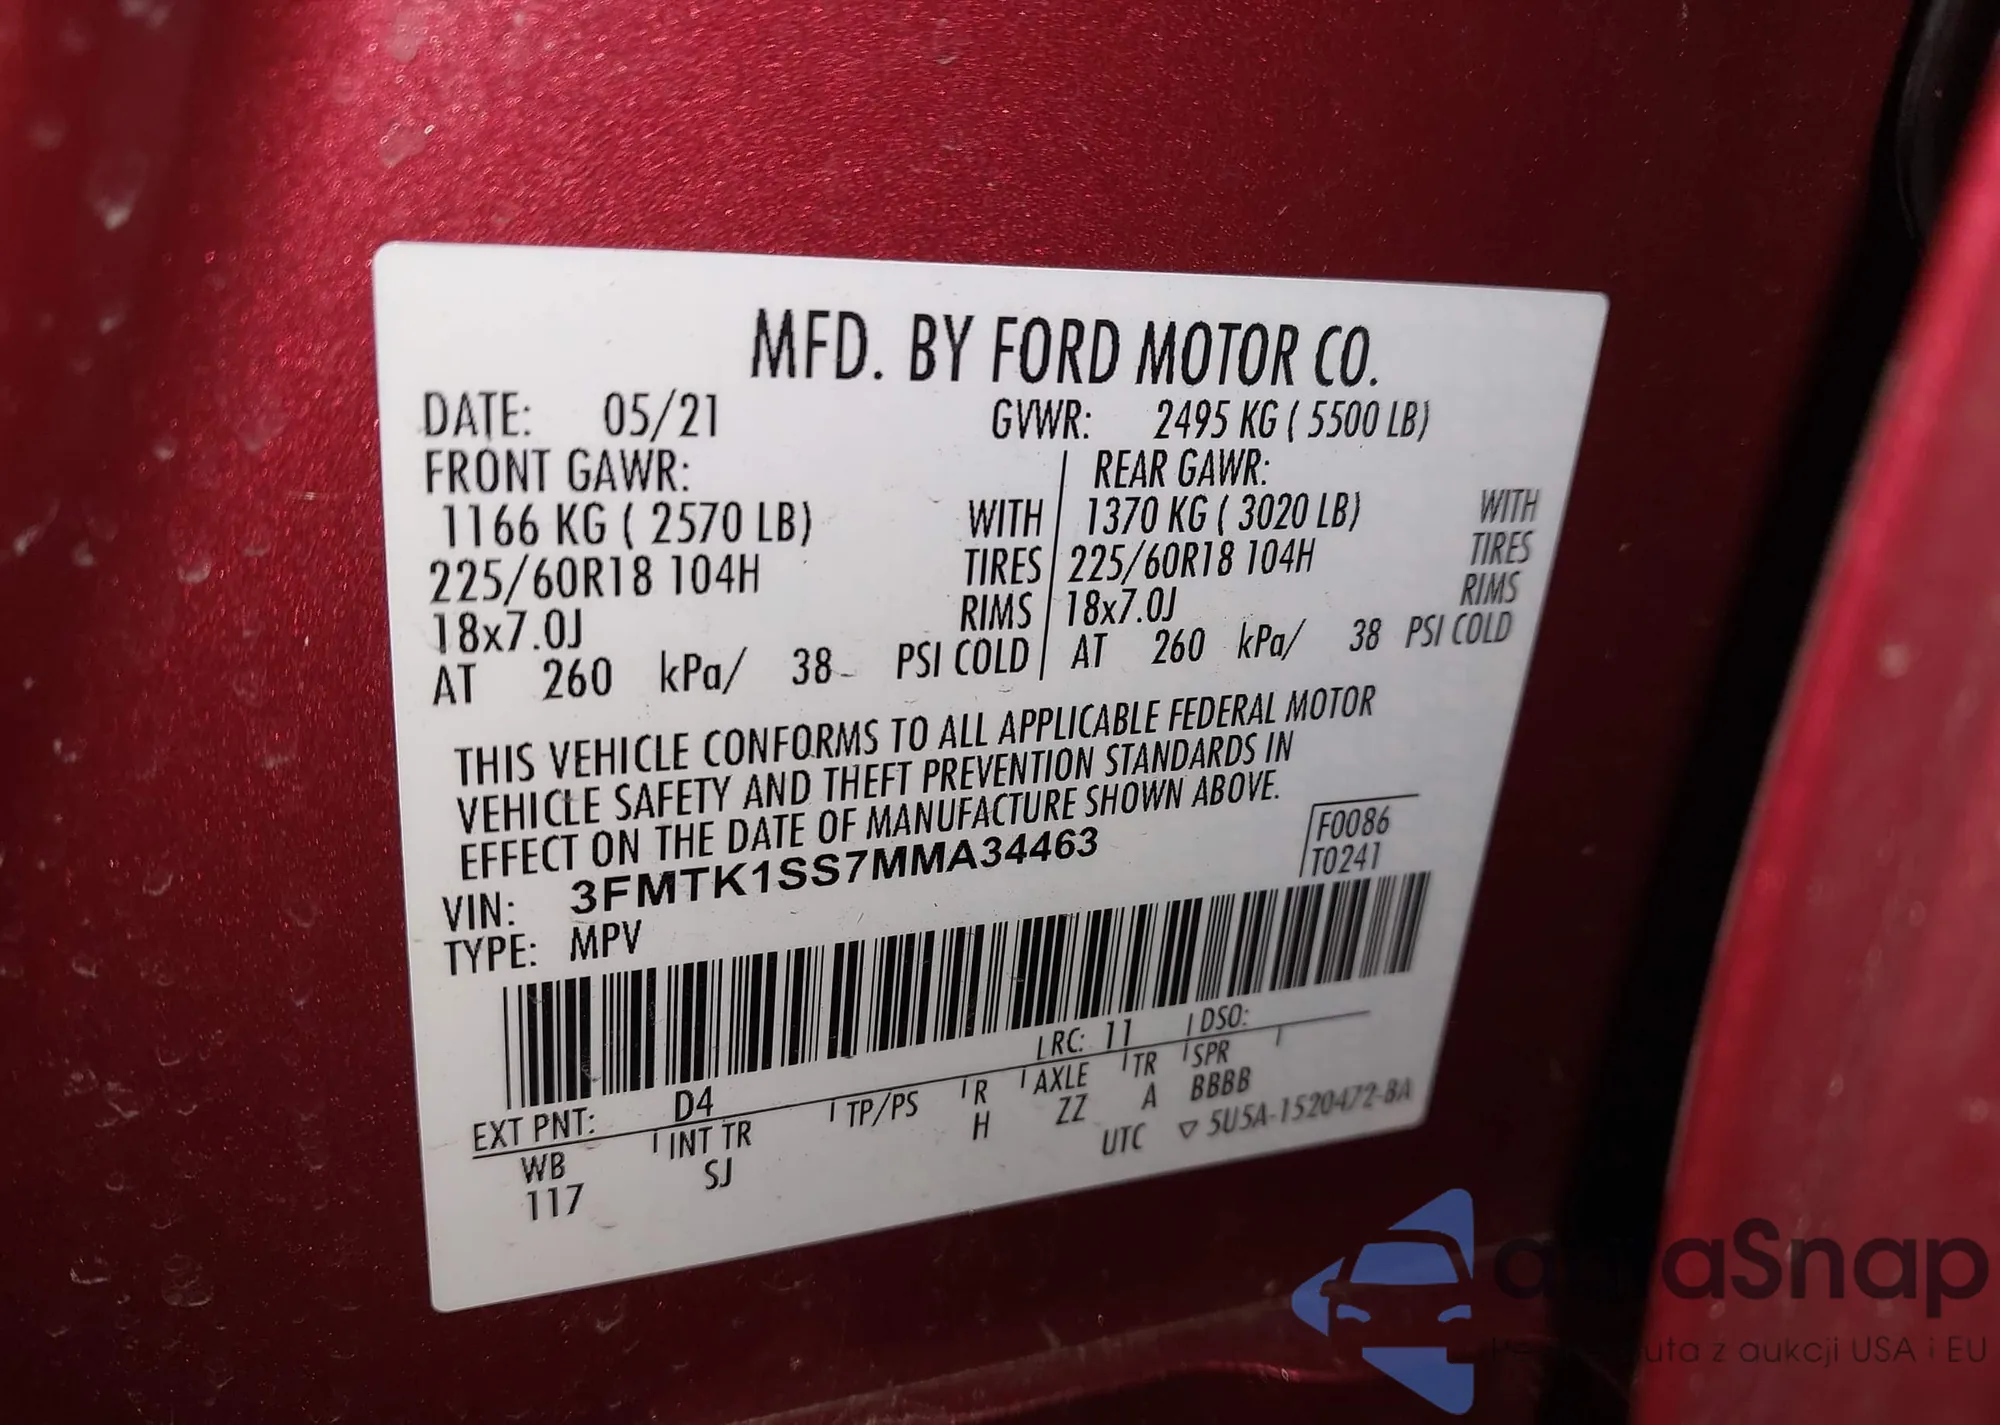 MFD. BY FORD MOTOR CO.
DATE: 05/21 GVWR: 2495 KG ( 5500 LB)
FRONT GAWR: REAR GAWR:
1166 KG ( 2570 LB) WITH 1370 KG ( 3020 LB) WITH
225/60R18 104H TIRES 225/60R18 104H TIRES
18x7.0J RIMS 18x7.0J RIMS
AT 260 kPa/ 38 PSI COLD AT 260 kPa/ 38 PSI COLD
THIS VEHICLE CONFORMS TO ALL APPLICABLE FEDERAL MOTOR
VEHICLE SAFETY AND THEFT PREVENTION STANDARDS IN
EFFECT ON THE DATE OF MANUFACTURE SHOWN ABOVE.
F0086
T0241
VIN: 3FMTK1SS7MMA34463
TYPE: MPV
EXT PNT: D4 RC: 11 DSO:
WB INT TR TP/PS R AXLE TR SPR
117 SJ H ZZ A BBBB
UTC ▽ 5U5A-1520472-BA
aSnap
uta z aukcji USA i EU